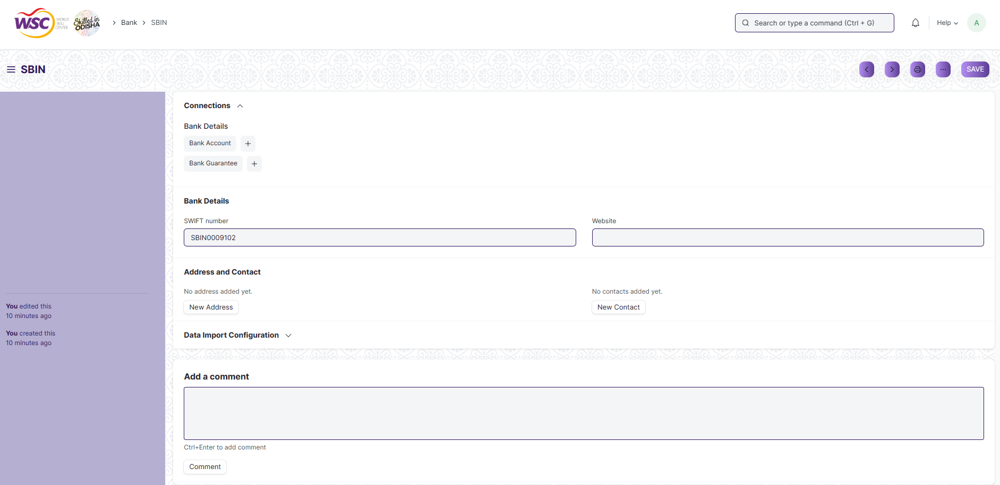 WSC WORLD SKILL CENTER
Skilled in ODISHA
Bank
SBIN
Search or type a command (Ctrl + G)
Help
A
SBIN
SAVE
Connections
Bank Details
Bank Account
Bank Guarantee
Bank Details
SWIFT number
Website
SBIN0009102
Address and Contact
No address added yet.
No contacts added yet.
New Address
New Contact
You edited this
10 minutes ago
You created this
10 minutes ago
Data Import Configuration
Add a comment
Ctrl+Enter to add comment
Comment